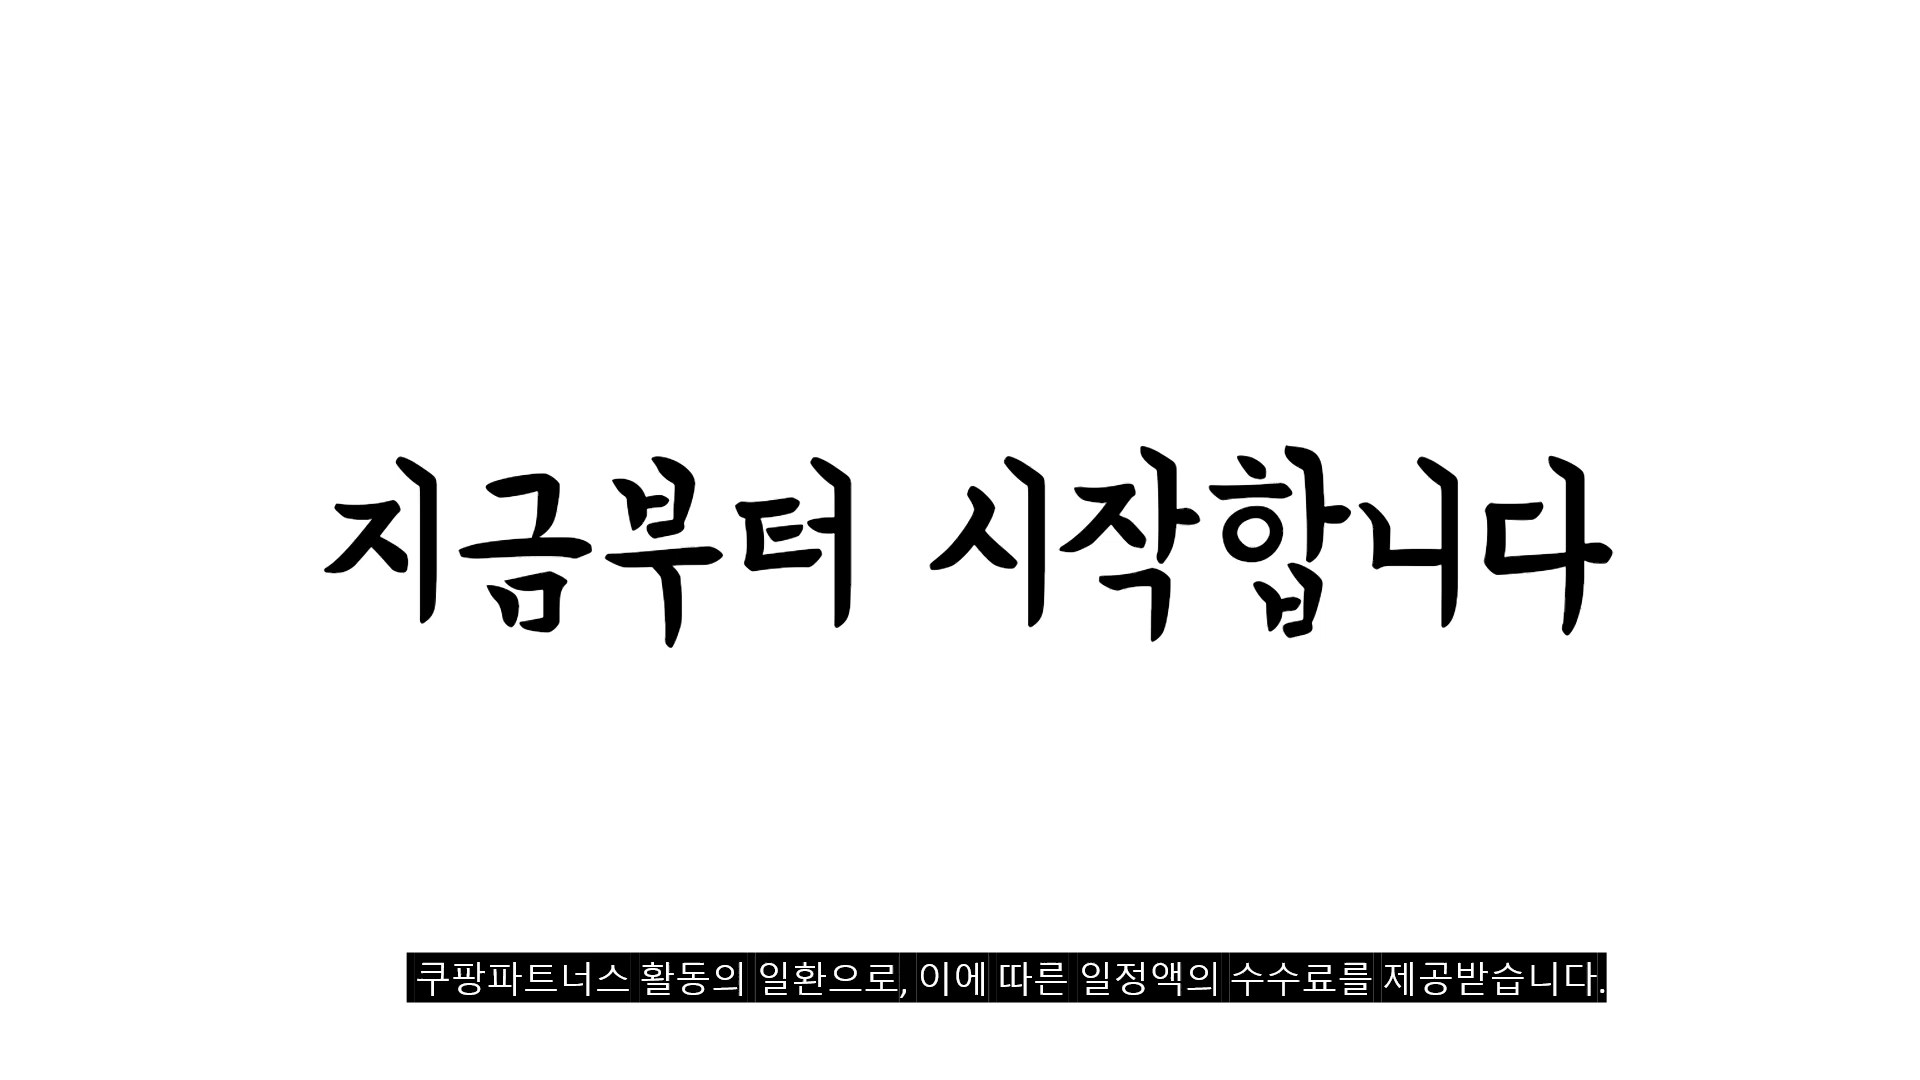 지금부터 시작합니다
쿠팡파트너스 활동의 일환으로, 이에 따른 일정액의 수수료를 제공받습니다.